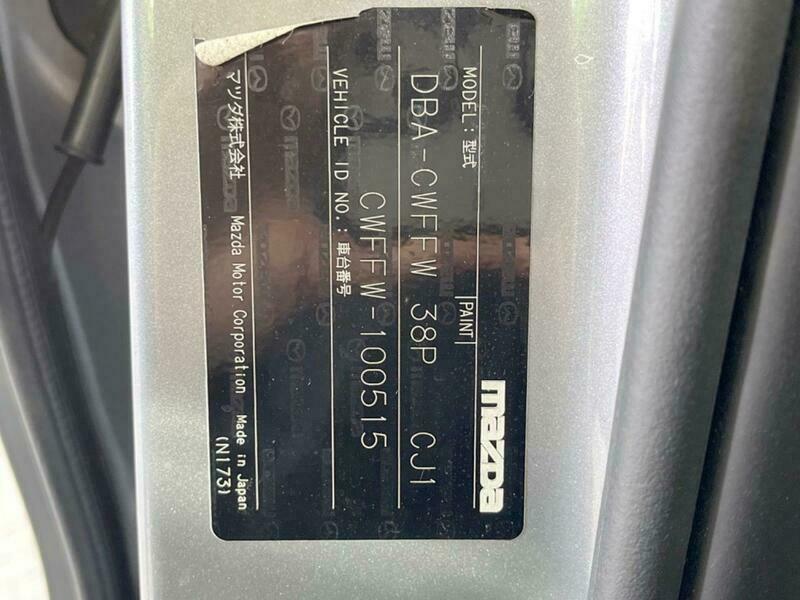 mazda
MODEL : 型式 PAINT
DBA-CWFFW 38P CJ1
VEHICLE ID NO. : 車台番号
CWFFW-100515
マツダ株式会社 Mazda Motor Corporation Made in Japan
(N173)